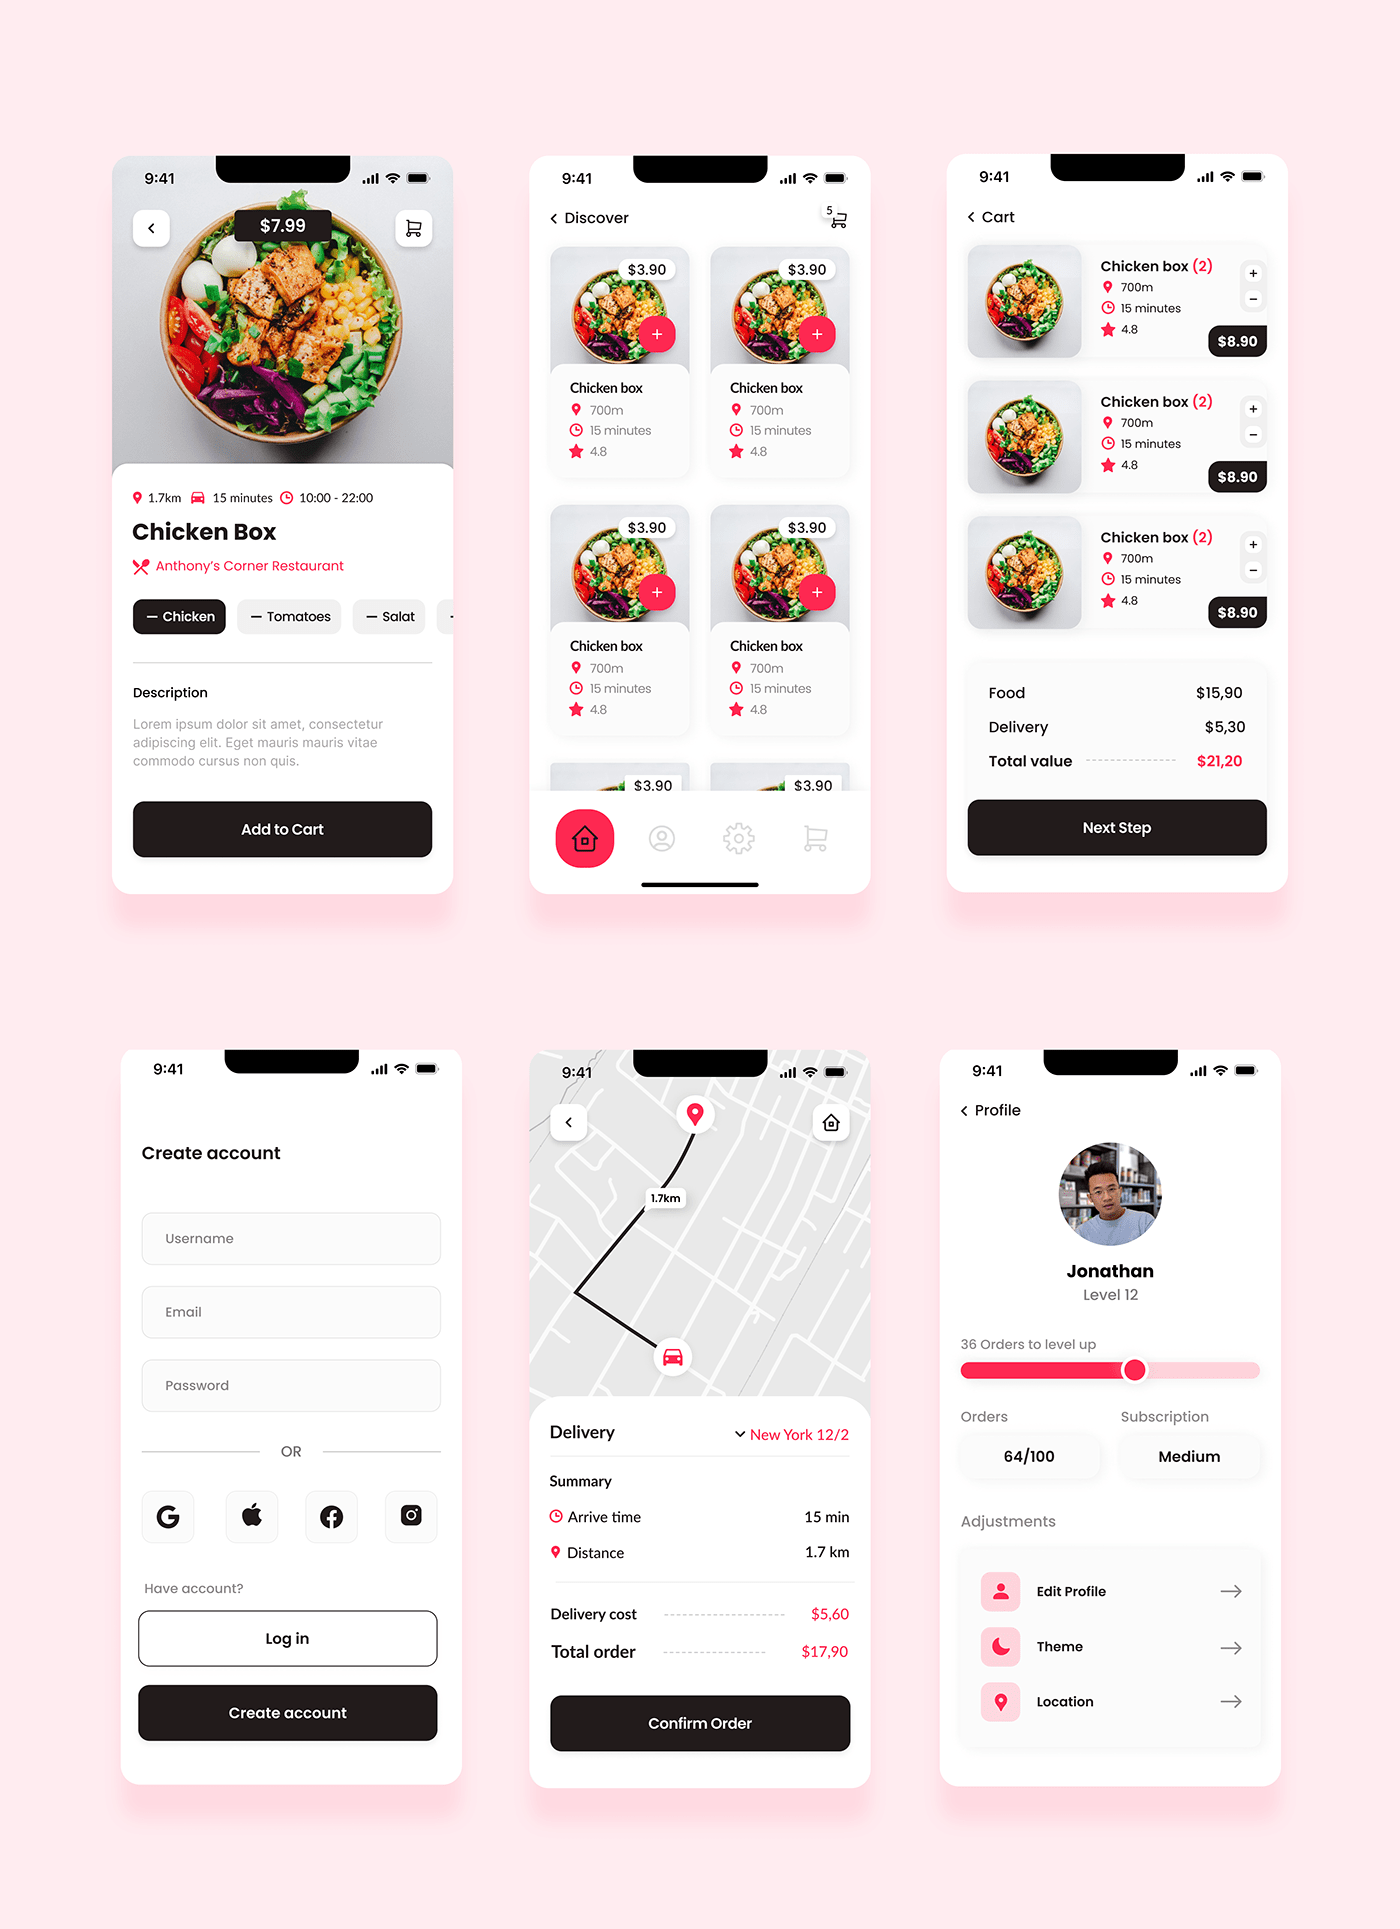 9:41
$7.99
1.7km 15 minutes 10:00 - 22:00
Chicken Box
Anthony's Corner Restaurant
— Chicken — Tomatoes — Salat
Description
Lorem ipsum dolor sit amet, consectetur
adipiscing elit. Eget mauris mauris vitae
commodo cursus non quis.
Add to Cart
9:41
Discover
5
$3.90 $3.90
Chicken box Chicken box
700m 700m
15 minutes 15 minutes
4.8 4.8
$3.90 $3.90
Chicken box Chicken box
700m 700m
15 minutes 15 minutes
4.8 4.8
$3.90 $3.90
9:41
Cart
Chicken box (2)
700m
15 minutes
4.8
$8.90
Chicken box (2)
700m
15 minutes
4.8
$8.90
Chicken box (2)
700m
15 minutes
4.8
$8.90
Food $15,90
Delivery $5,30
Total value $21,20
Next Step
9:41
Create account
Username
Email
Password
OR
Have account?
Log in
Create account
9:41
1.7km
Delivery New York 12/2
Summary
Arrive time 15 min
Distance 1.7 km
Delivery cost $5,60
Total order $17,90
Confirm Order
9:41
Profile
Jonathan
Level 12
36 Orders to level up
Orders Subscription
64/100 Medium
Adjustments
Edit Profile
Theme
Location